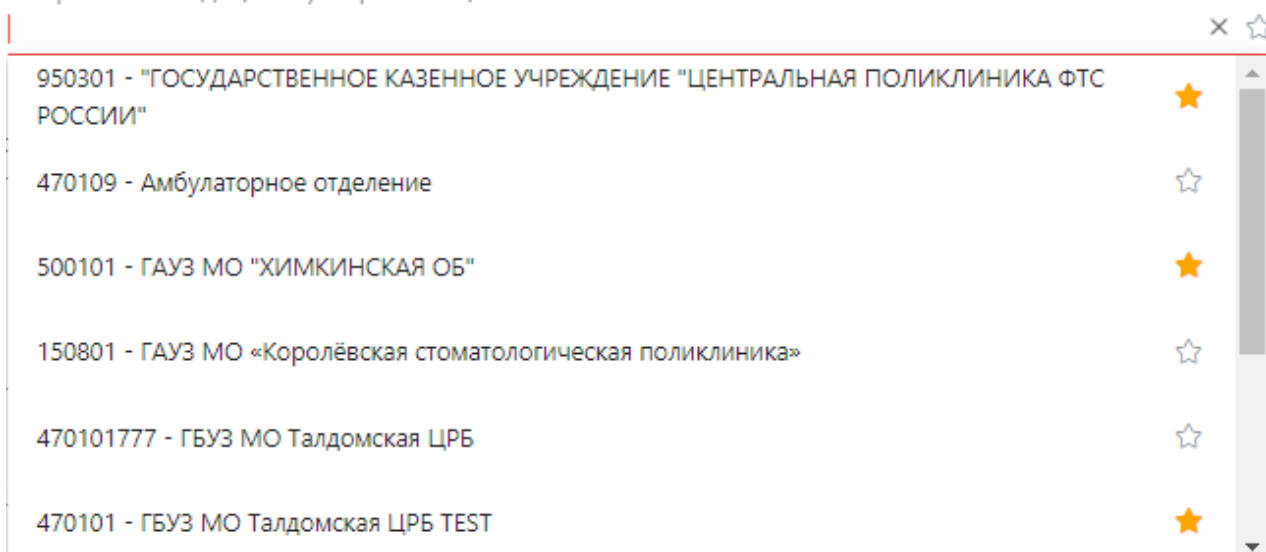 950301 - "ГОСУДАРСТВЕННОЕ КАЗЕННОЕ УЧРЕЖДЕНИЕ "ЦЕНТРАЛЬНАЯ ПОЛИКЛИНИКА ФТС
РОССИИ"
470109 - Амбулаторное отделение
500101 - ГАУЗ МО "ХИМКИНСКАЯ ОБ"
150801 - ГАУЗ МО «Королёвская стоматологическая поликлиника»
470101777 - ГБУЗ МО Талдомская ЦРБ
470101 - ГБУЗ МО Талдомская ЦРБ TEST